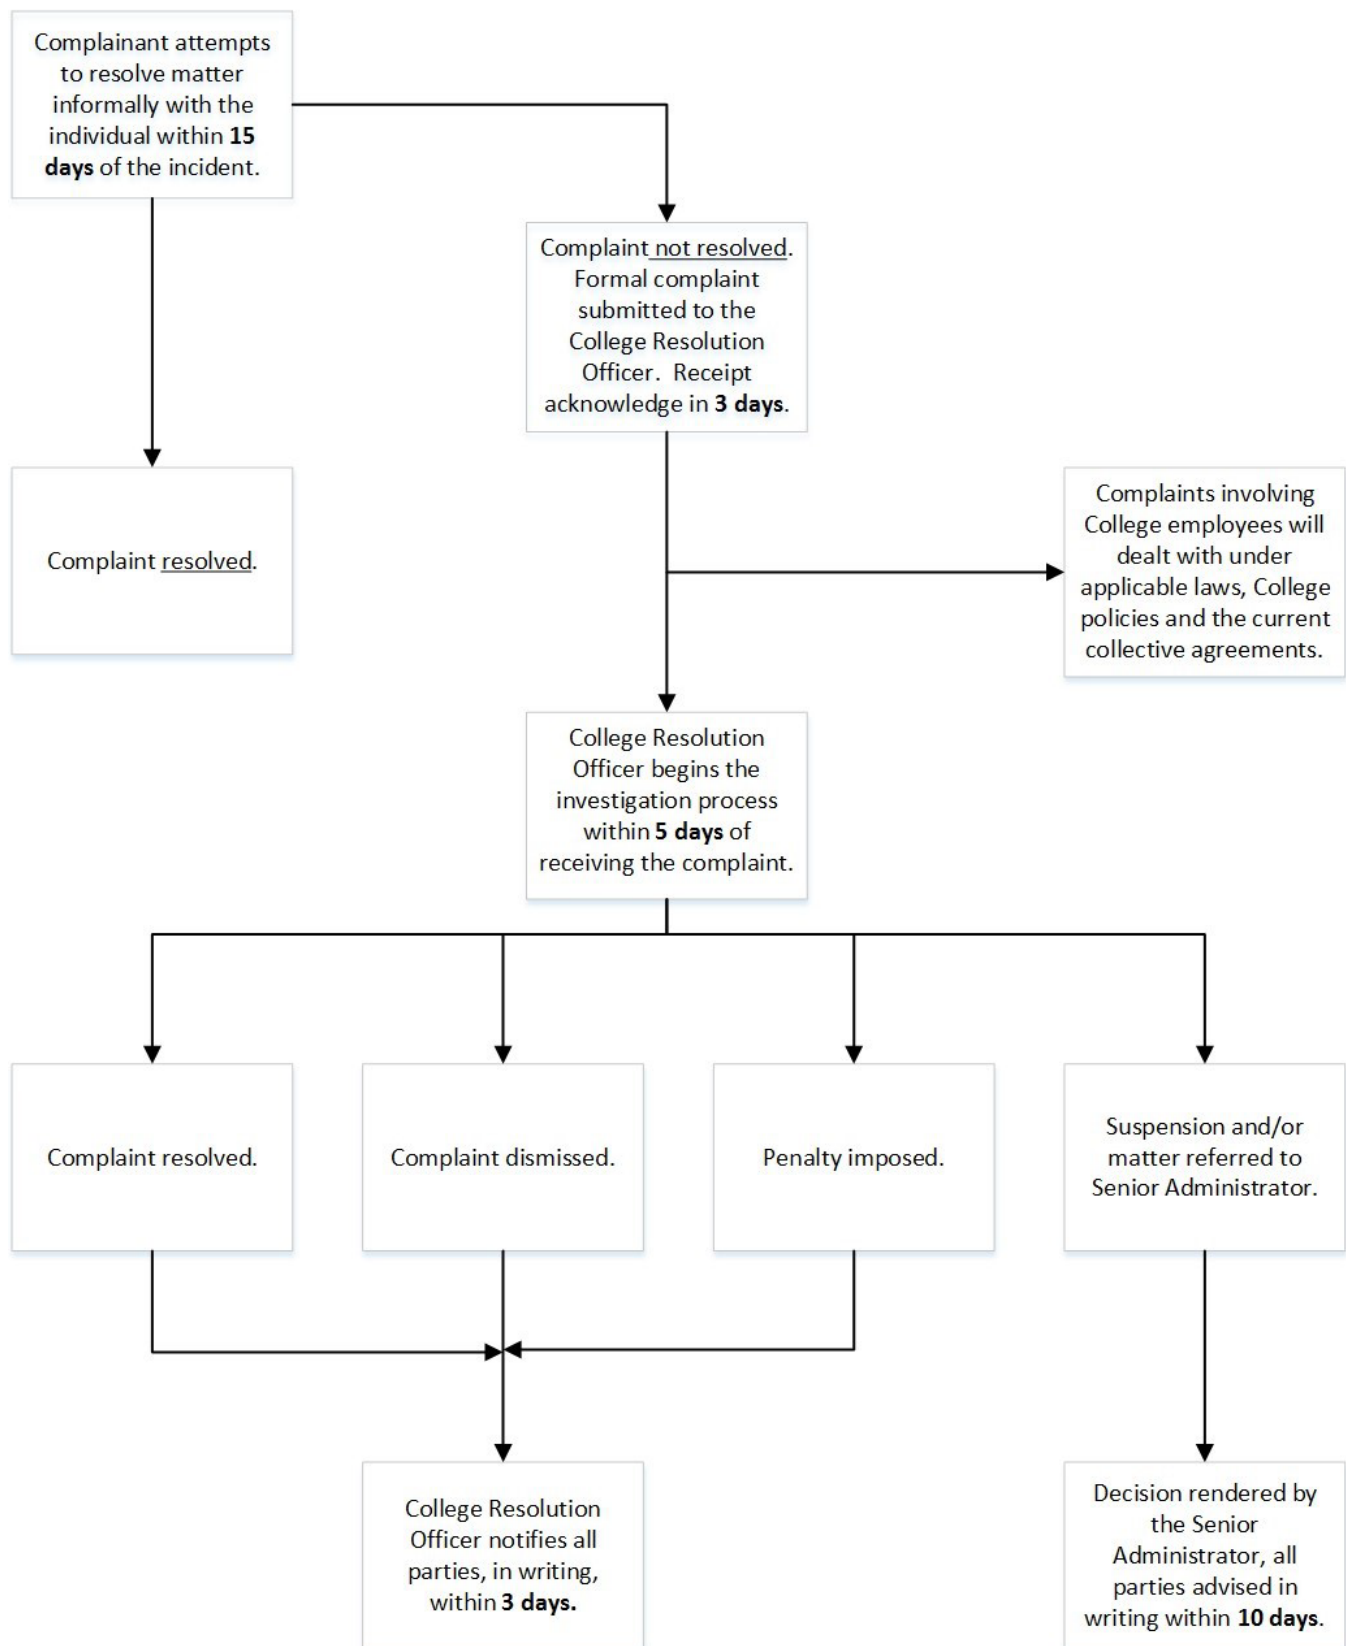 Complainant attempts
to resolve matter
informally with the
individual within 15
days of the incident.
Complaint not resolved.
Formal complaint
submitted to the
College Resolution
Officer.  Receipt
acknowledge in 3 days.
Complaint resolved.
Complaints involving
College employees will
dealt with under
applicable laws, College
policies and the current
collective agreements.
College Resolution
Officer begins the
investigation process
within 5 days of
receiving the complaint.
Complaint resolved.
Complaint dismissed.
Penalty imposed.
Suspension and/or
matter referred to
Senior Administrator.
College Resolution
Officer notifies all
parties, in writing,
within 3 days.
Decision rendered by
the Senior
Administrator, all
parties advised in
writing within 10 days.